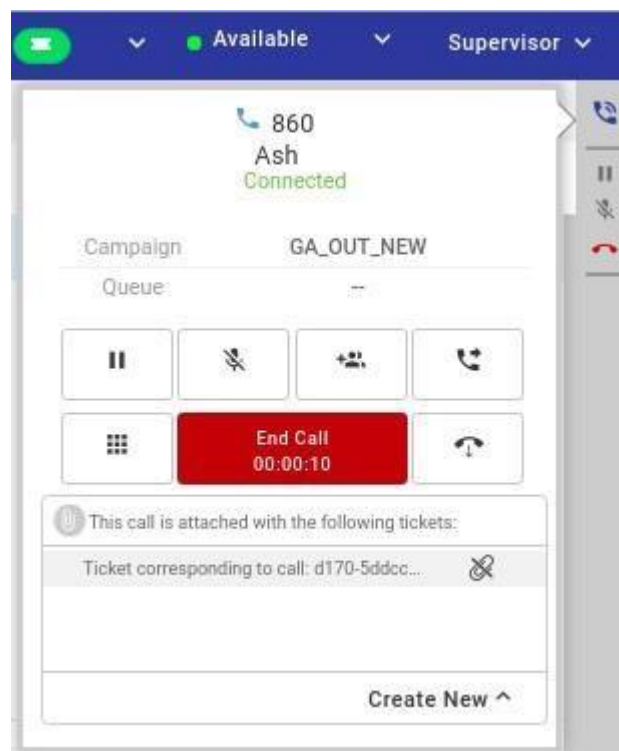 Available
Supervisor
860
Ash
Connected
Campaign GA_OUT_NEW
Queue --
End Call
00:00:10
This call is attached with the following tickets:
Ticket corresponding to call: d170-5ddcc...
Create New